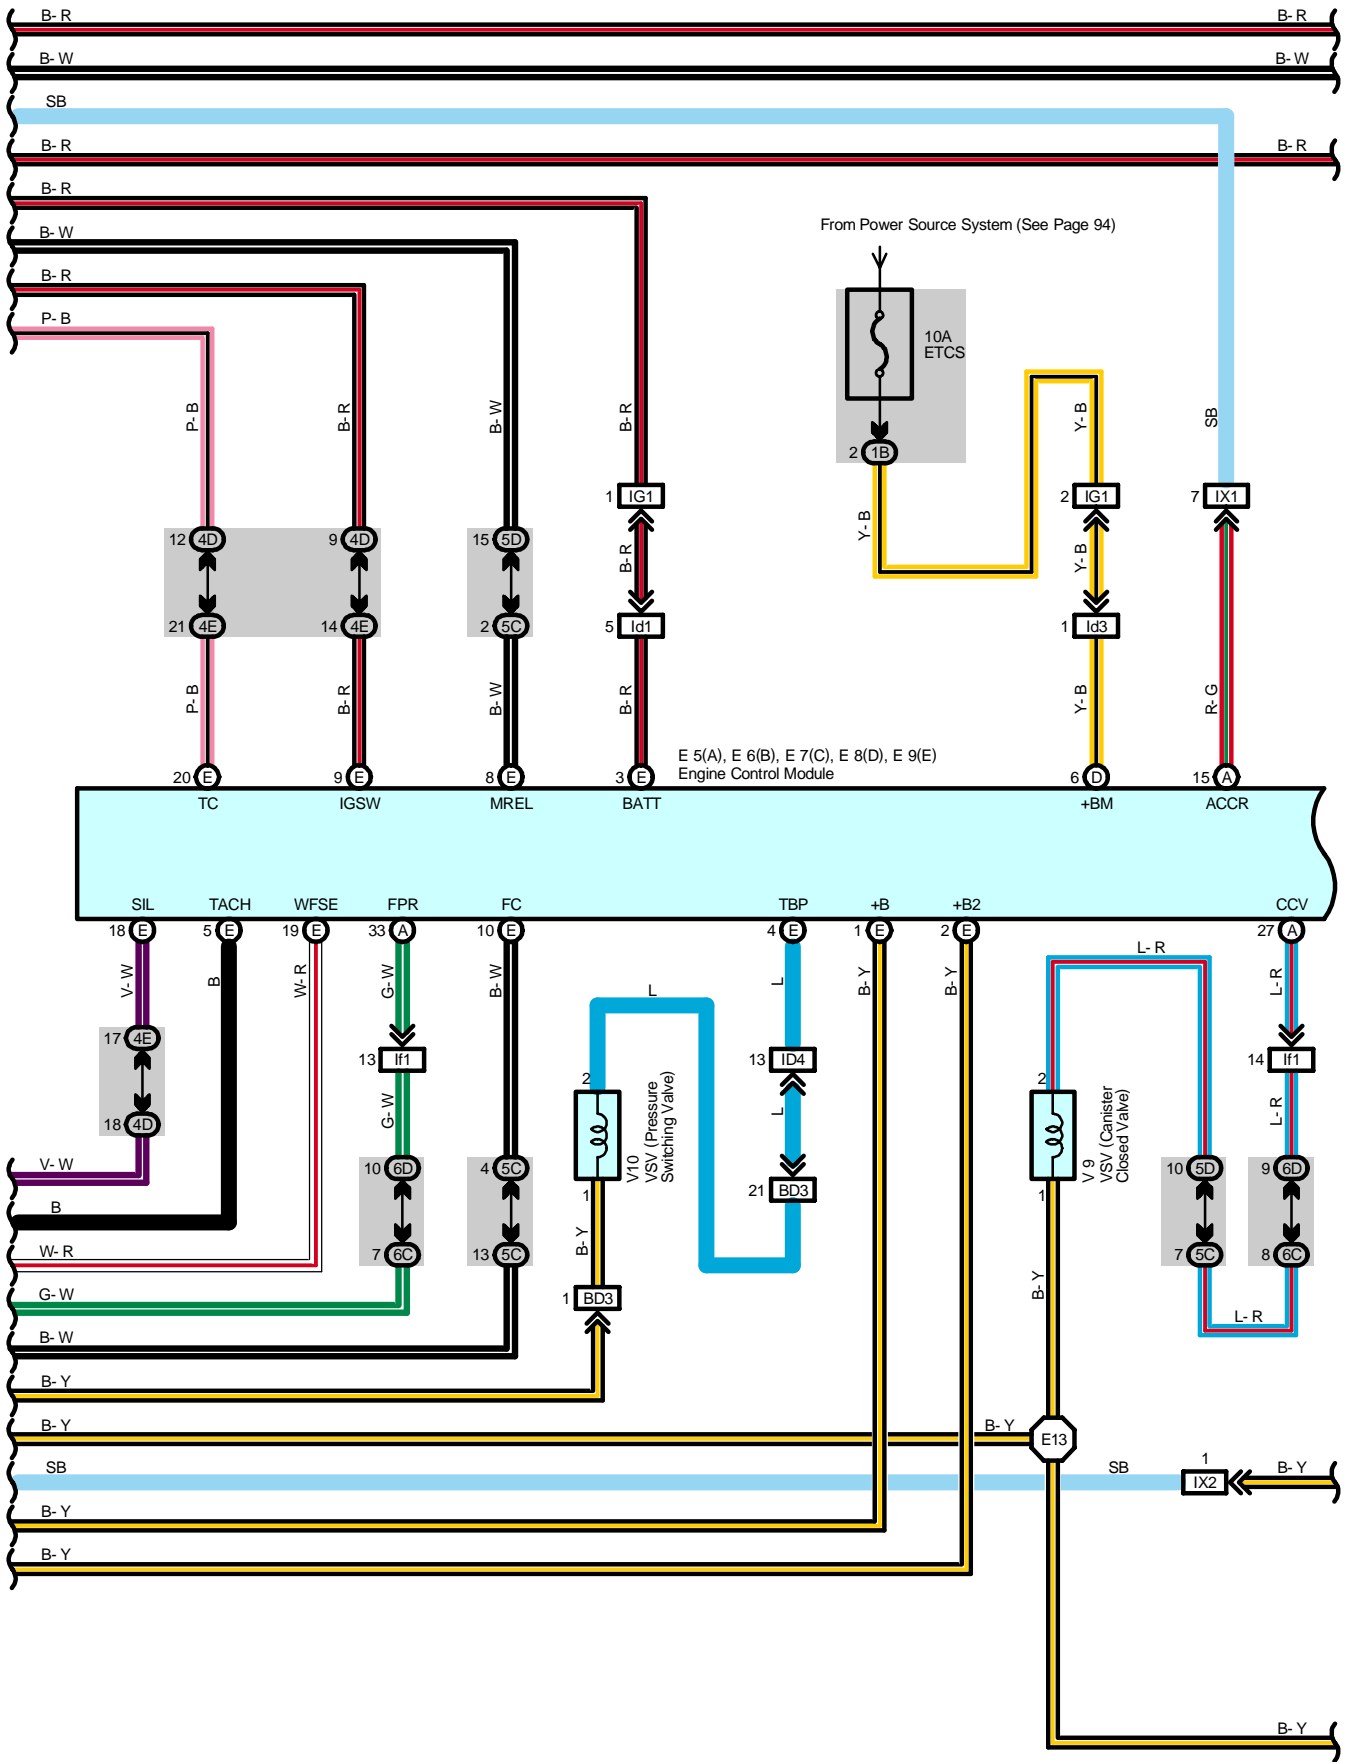 B- R B- R
B- W B- W
SB
B- R B- R
B- R
B- W
B- R
P- B
From Power Source System (See Page 94)
10A
ETCS
P- B B- R B- W B- R Y- B SB
2 1B
1 IG1 2 IG1 7 IX1
Y- B
12 4D 9 4D 15 5D B- R Y- B
21 4E 14 4E 2 5C 5 Id1 1 Id3
P- B B- R B- W B- R Y- B R- G
E 5(A), E 6(B), E 7(C), E 8(D), E 9(E)
Engine Control Module
20 E 9 E 8 E 3 E 6 D 15 A
TC IGSW MREL BATT +BM ACCR
SIL TACH WFSE FPR FC TBP +B +B2 CCV
18 E 5 E 19 E 33 A 10 E 4 E 1 E 2 E 27 A
L- R
V- W B W- R G- W B- W L L B- Y B- Y L- R
17 4E 13 If1 13 ID4 14 If1
2 2
18 4D G- W L L- R
V10
VSV (Pressure
Switching Valve)
V 9
VSV (Canister
Closed Valve)
V- W 10 6D 4 5C 10 5D 9 6D
1 21 BD3 1
B
W- R 7 6C 13 5C B- Y 7 5C 8 6C
G- W 1 BD3 B- Y L- R
B- W
B- Y
B- Y B- Y E13
SB SB 1 IX2 B- Y
B- Y
B- Y
B- Y